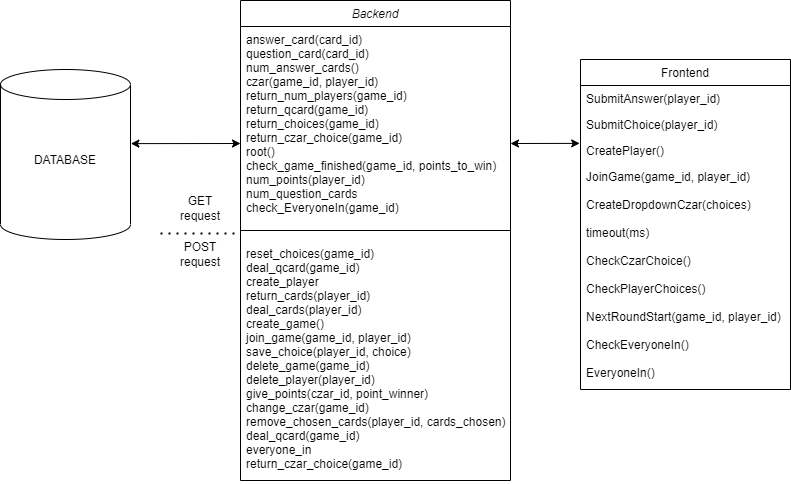 Backend
answer_card(card_id)
question_card(card_id)
num_answer_cards()
czar(game_id, player_id)
return_num_players(game_id)
return_qcard(game_id)
return_choices(game_id)
return_czar_choice(game_id)
root()
check_game_finished(game_id, points_to_win)
num_points(player_id)
num_question_cards
check_EveryoneIn(game_id)
reset_choices(game_id)
deal_qcard(game_id)
create_player
return_cards(player_id)
deal_cards(player_id)
create_game()
join_game(game_id, player_id)
save_choice(player_id, choice)
delete_game(game_id)
delete_player(player_id)
give_points(czar_id, point_winner)
change_czar(game_id)
remove_chosen_cards(player_id, cards_chosen)
deal_qcard(game_id)
everyone_in
return_czar_choice(game_id)
DATABASE
GET
request
POST
request
Frontend
SubmitAnswer(player_id)
SubmitChoice(player_id)
CreatePlayer()
JoinGame(game_id, player_id)
CreateDropdownCzar(choices)
timeout(ms)
CheckCzarChoice()
CheckPlayerChoices()
NextRoundStart(game_id, player_id)
CheckEveryoneIn()
EveryoneIn()